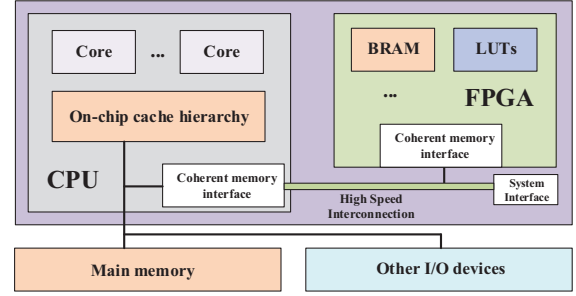 Core ... Core
On-chip cache hierarchy
CPU
Coherent memory
interface
BRAM
LUTs
...
FPGA
Coherent memory
interface
High Speed
Interconnection
System
Interface
Main memory
Other I/O devices